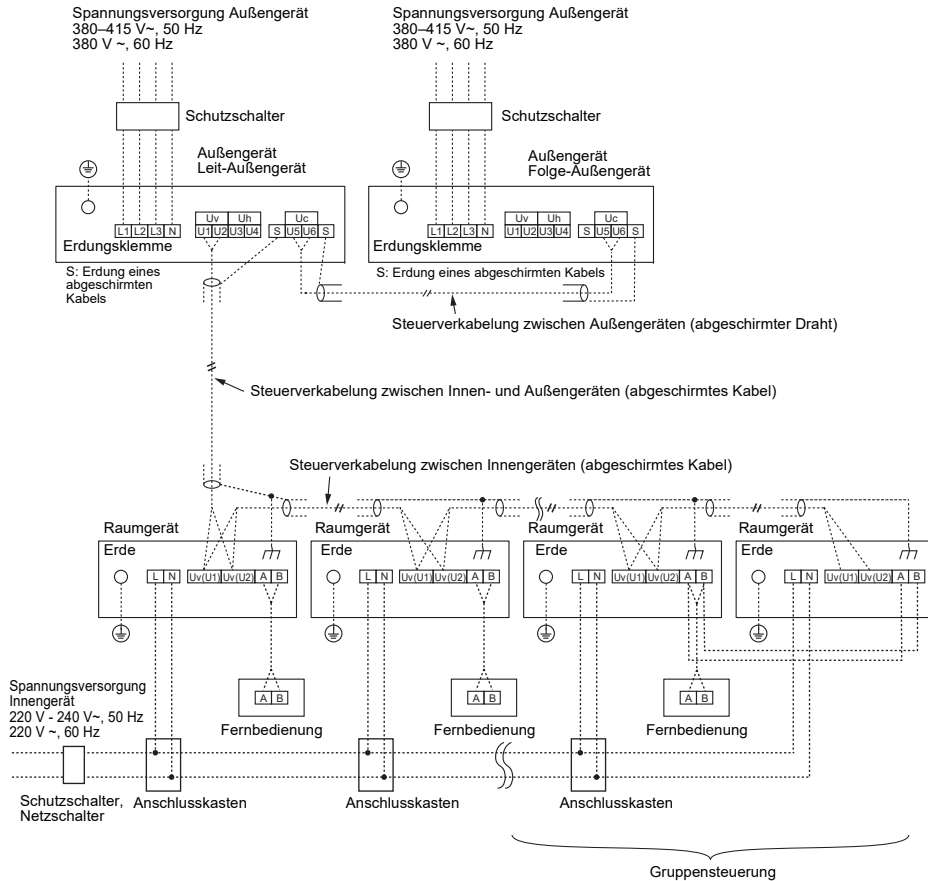 Spannungsversorgung Außengerät
380–415 V~, 50 Hz
380 V ~, 60 Hz
Spannungsversorgung Außengerät
380–415 V~, 50 Hz
380 V ~, 60 Hz
Schutzschalter
Schutzschalter
Außengerät
Leit-Außengerät
Außengerät
Folge-Außengerät
Uv Uh Uc
L1 L2 L3 N U1 U2 U3 U4 S U5 U6 S
Erdungsklemme
Uv Uh Uc
L1 L2 L3 N U1 U2 U3 U4 S U5 U6 S
Erdungsklemme
S: Erdung eines
abgeschirmten
Kabels
S: Erdung eines abgeschirmten Kabels
Steuerverkabelung zwischen Außengeräten (abgeschirmter Draht)
Steuerverkabelung zwischen Innen- und Außengeräten (abgeschirmtes Kabel)
Steuerverkabelung zwischen Innengeräten (abgeschirmtes Kabel)
Raumgerät
Raumgerät
Raumgerät
Raumgerät
Erde
Erde
Erde
Erde
L N Uv(U1) Uv(U2) A B
L N Uv(U1) Uv(U2) A B
L N Uv(U1) Uv(U2) A B
L N Uv(U1) Uv(U2) A B
A B
A B
A B
Fernbedienung
Fernbedienung
Fernbedienung
Spannungsversorgung
Innengerät
220 V - 240 V~, 50 Hz
220 V ~, 60 Hz
Schutzschalter,
Netzschalter
Anschlusskasten
Anschlusskasten
Anschlusskasten
Gruppensteuerung